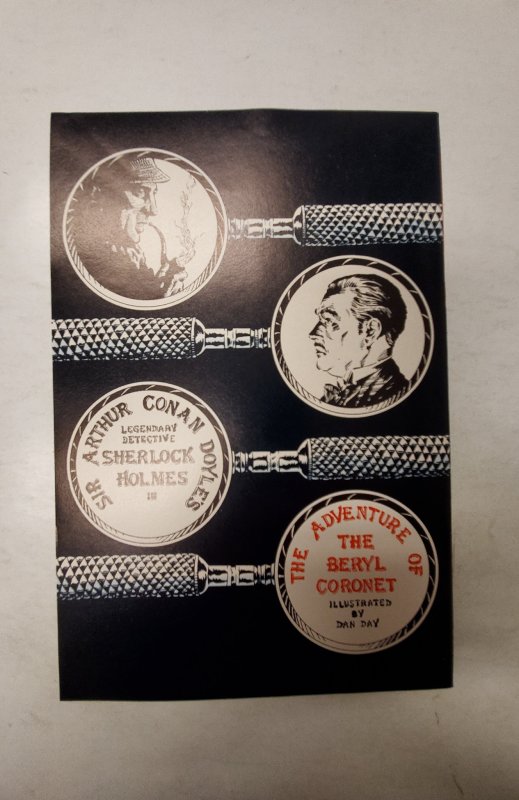 SIR ARTHUR CONAN DOYLE'S
LEGENDARY
DETECTIVE
SHERLOCK
HOLMES
IN
THE ADVENTURE OF
THE
BERYL
CORONET
ILLUSTRATED
BY
DAN DAY